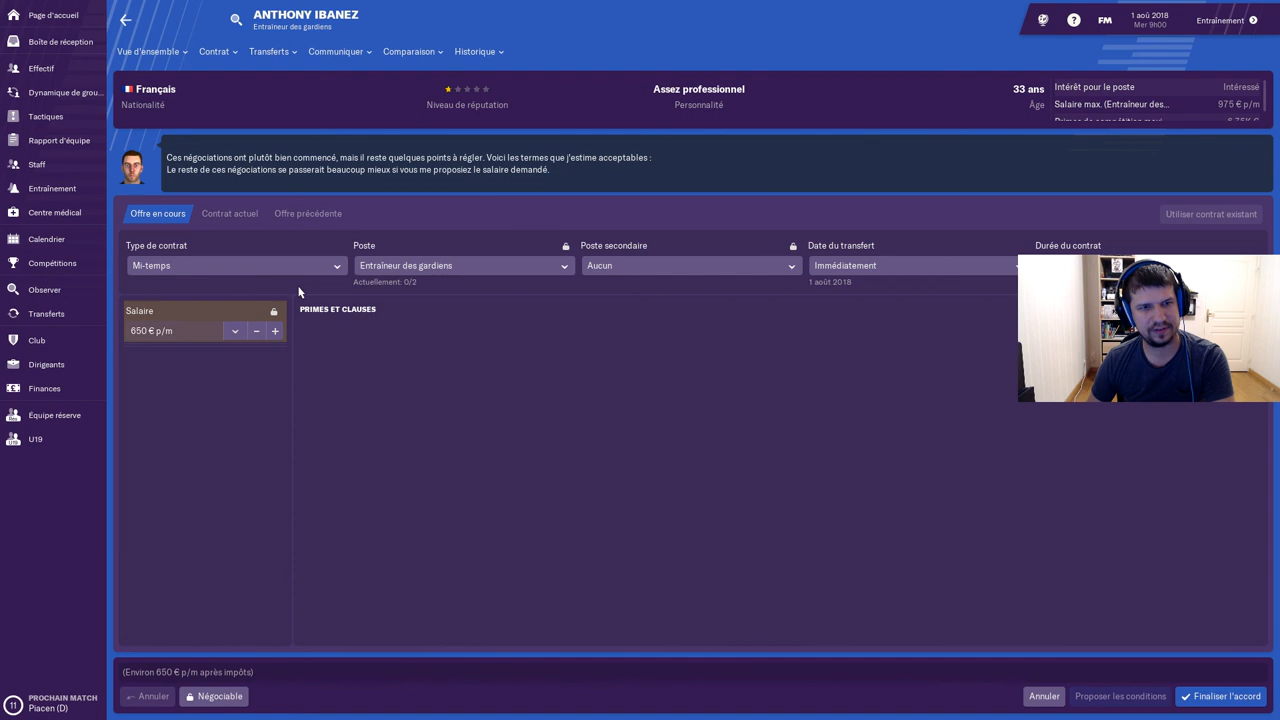 Page d'accueil
Boîte de réception
Effectif
Dynamique de grou...
Tactiques
Rapport d'équipe
Staff
Entraînement
Centre médical
Calendrier
Compétitions
Observer
Transferts
Club
Dirigeants
Finances
Équipe réserve
U19
11
PROCHAIN MATCH
Piacen (D)
ANTHONY IBANEZ
Entraîneur des gardiens
FM
1 aoû 2018
Mer 9h00
Entraînement
Vue d'ensemble
Contrat
Transferts
Communiquer
Comparaison
Historique
Français
Nationalité
Niveau de réputation
Assez professionnel
Personnalité
33 ans
Âge
Intérêt pour le poste Intéressé
Salaire max. (Entraîneur des... 975 € p/m
Ces négociations ont plutôt bien commencé, mais il reste quelques points à régler. Voici les termes que j'estime acceptables :
Le reste de ces négociations se passerait beaucoup mieux si vous me proposiez le salaire demandé.
Offre en cours
Contrat actuel
Offre précédente
Utiliser contrat existant
Type de contrat
Mi-temps
Poste
Entraîneur des gardiens
Actuellement: 0/2
Poste secondaire
Aucun
Date du transfert
Immédiatement
1 août 2018
Durée du contrat
Salaire
650 € p/m
PRIMES ET CLAUSES
(Environ 650 € p/m après impôts)
Annuler
Négociable
Annuler
Proposer les conditions
Finaliser l'accord